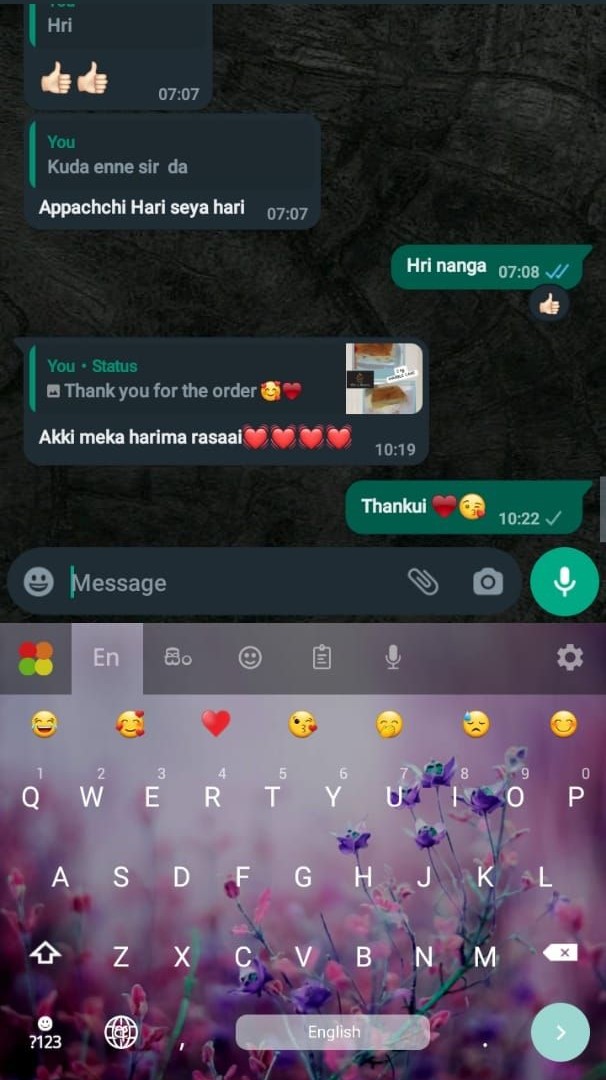 Hri
👍🏻👍🏻
07:07
You
Kuda enne sir da
Appachchi Hari seya hari 07:07
Hri nanga 07:08
👍🏻
You • Status
Thank you for the order 🥰❤️
Akki meka harima rasaai💓💓💓💓
10:19
Thankui ❤️😘 10:22
Message
En සිං
😂 🥰 ❤️ 😘 🤭 😓 😊
1 2 3 4 5 6 7 8 9 0
Q W E R T Y U I O P
A S D F G H J K L
Z X C V B N M
?123 , English .